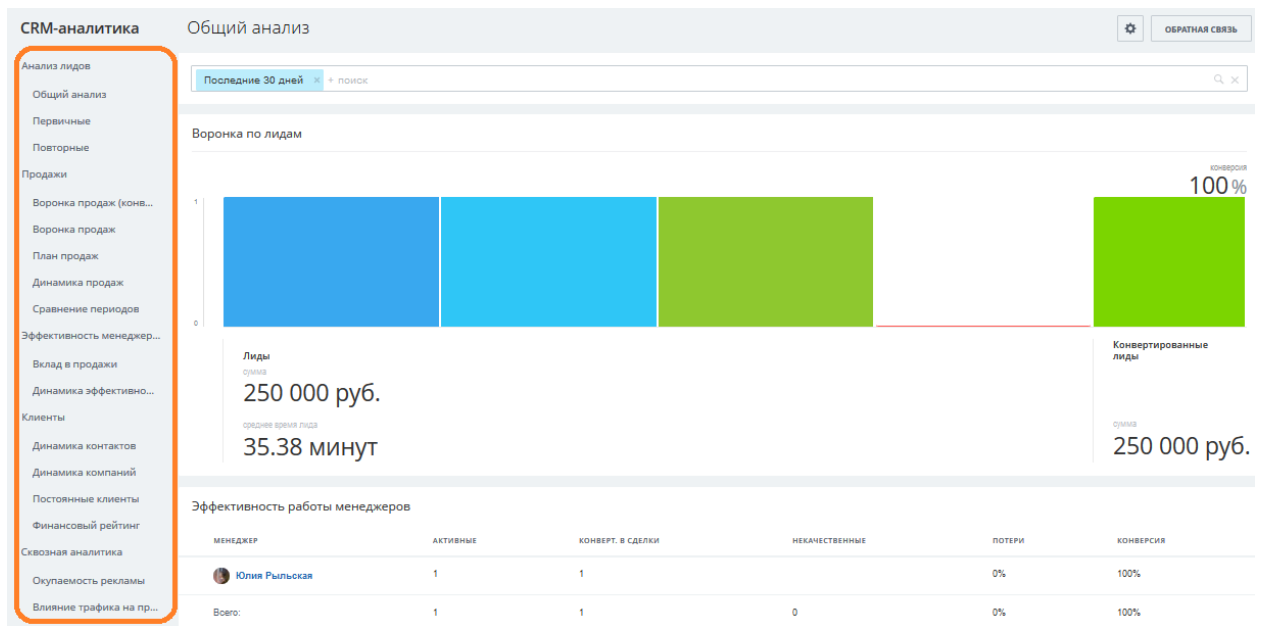 CRM-аналитика
Общий анализ
ОБРАТНАЯ СВЯЗЬ
Анализ лидов
Общий анализ
Первичные
Повторные
Продажи
Воронка продаж (конв...
Воронка продаж
План продаж
Динамика продаж
Сравнение периодов
Эффективность менеджер...
Вклад в продажи
Динамика эффективно...
Клиенты
Динамика контактов
Динамика компаний
Постоянные клиенты
Финансовый рейтинг
Сквозная аналитика
Окупаемость рекламы
Влияние трафика на пр...
Последние 30 дней × + поиск
Воронка по лидам
конверсия
100 %
1
0
Лиды
сумма
250 000 руб.
среднее время лида
35.38 минут
Конвертированные
лиды
сумма
250 000 руб.
Эффективность работы менеджеров
МЕНЕДЖЕР АКТИВНЫЕ КОНВЕРТ. В СДЕЛКИ НЕКАЧЕСТВЕННЫЕ ПОТЕРИ КОНВЕРСИЯ
Юлия Рыльская 1 1 0% 100%
Всего: 1 1 0 0% 100%